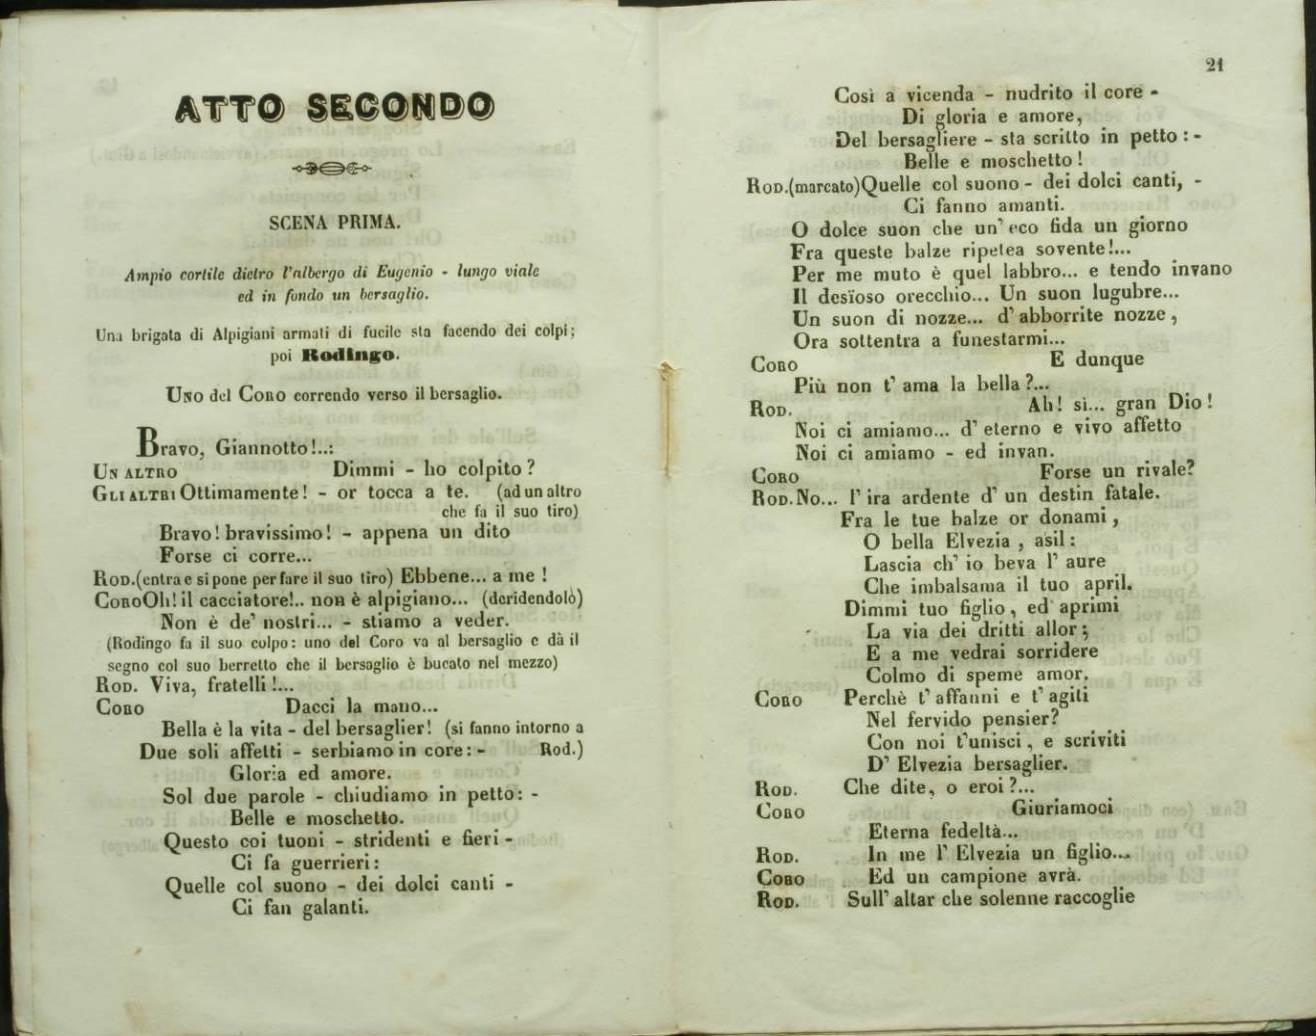 ATTO SECONDO
SCENA PRIMA.
Ampio cortile dietro l'albergo di Eugenio - lungo viale
ed in fondo un bersaglio.
Una brigata di Alpigiani armati di fucile sta facendo dei colpi;
poi Rodingo.
UNO del CORO correndo verso il bersaglio.
Bravo, Giannotto!..:
UN ALTRO Dimmi - ho colpito?
GLI ALTRI Ottimamente! - or tocca a te. (ad un altro
che fa il suo tiro)
Bravo! bravissimo! - appena un dito
Forse ci corre...
ROD. (entra e si pone per fare il suo tiro) Ebbene... a me!
CORO Oh! il cacciatore!.. non è alpigiano... (deridendolò)
Non è de' nostri... - stiamo a veder.
(Rodingo fa il suo colpo: uno del Coro va al bersaglio e dà il
segno col suo berretto che il bersaglio è bucato nel mezzo)
ROD. Viva, fratelli!...
CORO Dacci la mano...
Bella è la vita - del bersaglier! (si fanno intorno a
Due soli affetti - serbiamo in core: - Rod.)
Gloria ed amore.
Sol due parole - chiudiamo in petto: -
Belle e moschetto.
Questo coi tuoni - stridenti e fieri -
Ci fa guerrieri:
Quelle col suono - dei dolci canti -
Ci fan galanti.
21
Così a vicenda - nudrito il core -
Di gloria e amore,
Del bersagliere - sta scritto in petto: -
Belle e moschetto!
ROD. (marcato) Quelle col suono - dei dolci canti, -
Ci fanno amanti.
O dolce suon che un' eco fida un giorno
Fra queste balze ripetea sovente!...
Per me muto è quel labbro... e tendo invano
Il desïoso orecchio... Un suon lugubre...
Un suon di nozze... d' abborrite nozze,
Ora sottentra a funestarmi...
CORO E dunque
Più non t' ama la bella?...
ROD. Ah! sì... gran Dio!
Noi ci amiamo... d' eterno e vivo affetto
Noi ci amiamo - ed invan.
CORO Forse un rivale?
ROD. No... l' ira ardente d' un destin fatale.
Fra le tue balze or donami,
O bella Elvezia, asil:
Lascia ch' io beva l' aure
Che imbalsama il tuo april.
Dimmi tuo figlio, ed aprimi
La via dei dritti allor;
E a me vedrai sorridere
Colmo di speme amor.
CORO Perchè t' affanni e t' agiti
Nel fervido pensier?
Con noi t'unisci, e scriviti
D' Elvezia bersaglier.
ROD. Che dite, o eroi?...
CORO Giuriamoci
Eterna fedeltà...
ROD. In me l' Elvezia un figlio...
CORO Ed un campione avrà.
ROD. Sull' altar che solenne raccoglie